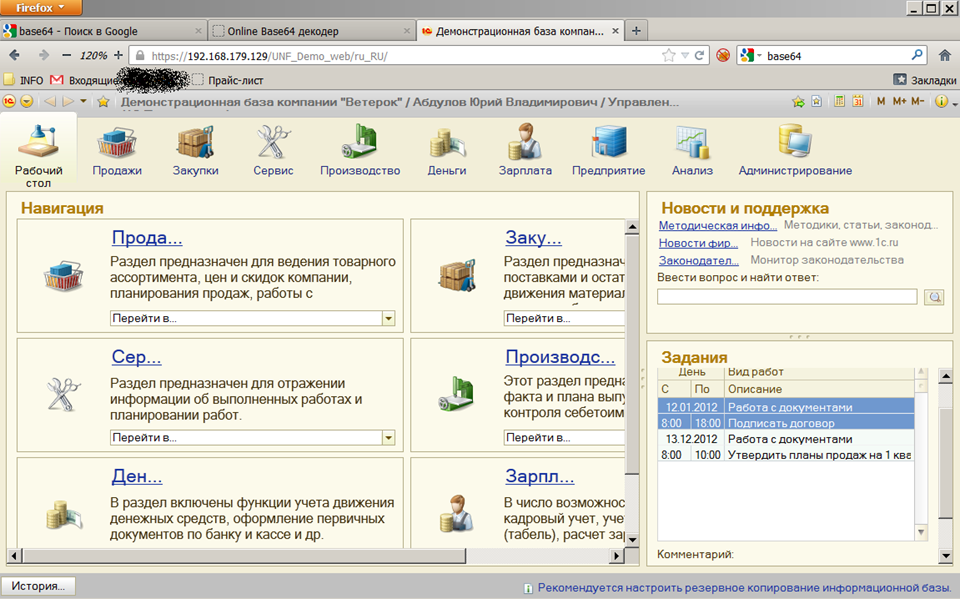 Firefox
base64 - Поиск в Google
Online Base64 декодер
Демонстрационная база компан...
120%
https://192.168.179.129/UNF_Demo_web/ru_RU/
base64
INFO
Входящие
Прайс-лист
Закладки
Демонстрационная база компании "Ветерок" / Абдулов Юрий Владимирович / Управлен...
M M+ M-
Рабочий
стол
Продажи
Закупки
Сервис
Производство
Деньги
Зарплата
Предприятие
Анализ
Администрирование
Навигация
Прода...
Раздел предназначен для ведения товарного
ассортимента, цен и скидок компании,
планирования продаж, работы с
Перейти в...
Заку...
Раздел предназнач
поставками и остат
движения материал
Перейти в...
Сер...
Раздел предназначен для отражении
информации об выполненных работах и
планировании работ.
Перейти в...
Производс...
Этот раздел предна
факта и плана выпу
контроля себетоим
Перейти в...
Ден...
В раздел включены функции учета движения
денежных средств, оформление первичных
документов по банку и кассе и др.
Зарпл...
В число возможнос
кадровый учет, уче
(табель), расчет зар
Новости и поддержка
Методическая инфо... Методики, статьи, законод...
Новости фир... Новости на сайте www.1c.ru
Законодател... Монитор законодательства
Ввести вопрос и найти ответ:
Задания
День Вид работ
С По Описание
12.01.2012 Работа с документами
8:00 18:00 Подписать договор
13.12.2012 Работа с документами
8:00 10:00 Утвердить планы продаж на 1 ква
Комментарий:
История...
Рекомендуется настроить резервное копирование информационной базы.